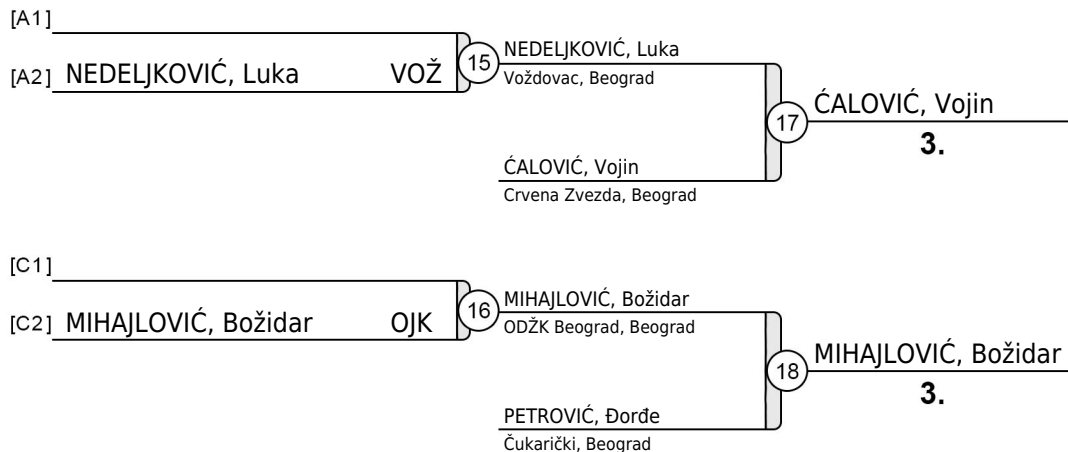 [A1]
[A2] NEDELJKOVIĆ, Luka VOŽ
15
NEDELJKOVIĆ, Luka
Voždovac, Beograd
17
ĆALOVIĆ, Vojin
3.
ĆALOVIĆ, Vojin
Crvena Zvezda, Beograd
[C1]
[C2] MIHAJLOVIĆ, Božidar OJK
16
MIHAJLOVIĆ, Božidar
ODŽK Beograd, Beograd
18
MIHAJLOVIĆ, Božidar
3.
PETROVIĆ, Đorđe
Čukarički, Beograd